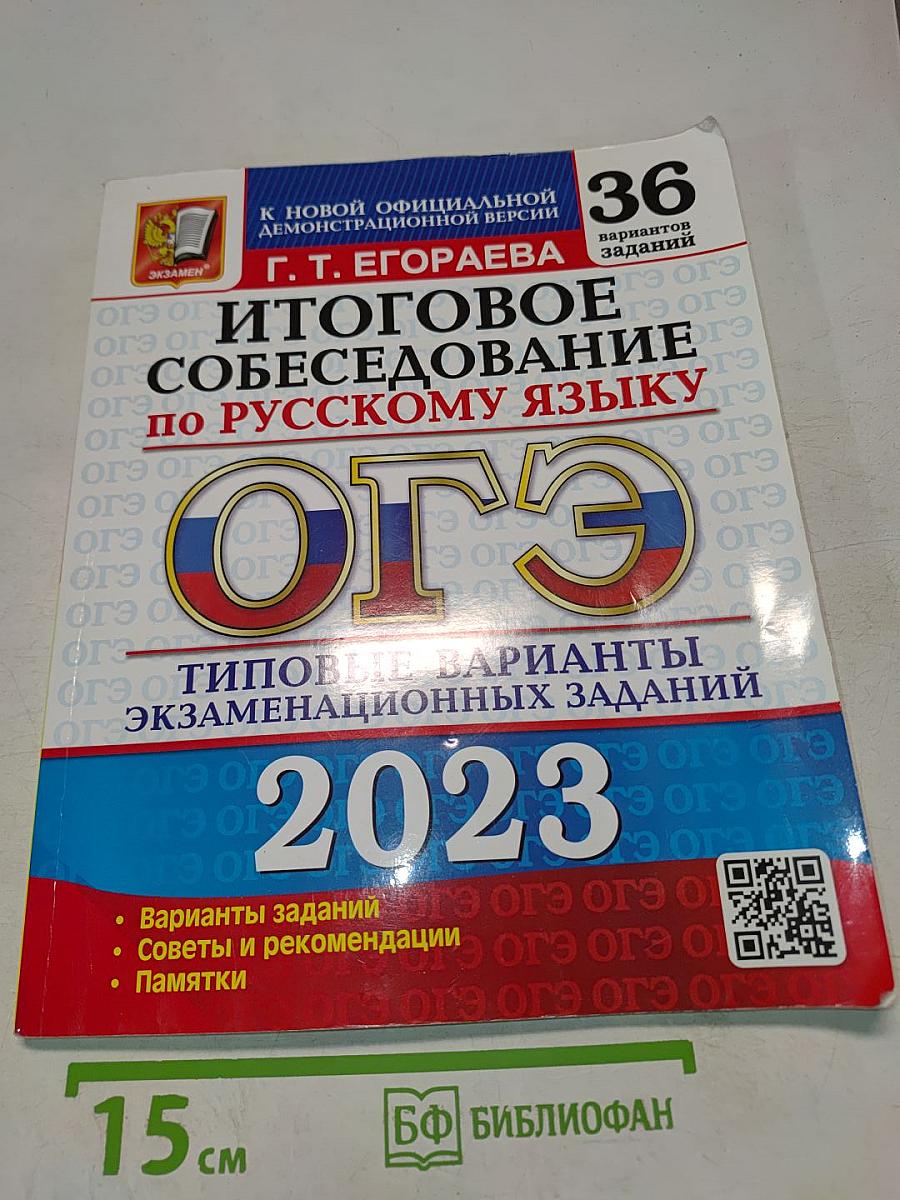 К НОВОЙ ОФИЦИАЛЬНОЙ
ДЕМОНСТРАЦИОННОЙ ВЕРСИИ
36
вариантов
заданий
ЭКЗАМЕН®
Г. Т. ЕГОРАЕВА
ИТОГОВОЕ
СОБЕСЕДОВАНИЕ
по РУССКОМУ ЯЗЫКУ
ОГЭ
ТИПОВЫЕ ВАРИАНТЫ
ЭКЗАМЕНАЦИОННЫХ ЗАДАНИЙ
2023
• Варианты заданий
• Советы и рекомендации
• Памятки
15 см
БФ БИБЛИОФАН